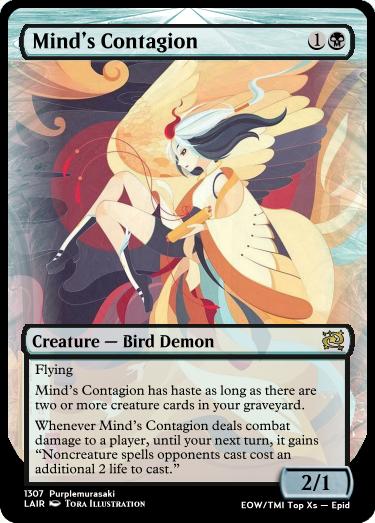 Mind's Contagion 1
Creature — Bird Demon
Flying
Mind's Contagion has haste as long as there are
two or more creature cards in your graveyard.
Whenever Mind's Contagion deals combat
damage to a player, until your next turn, it gains
"Noncreature spells opponents cast cost an
additional 2 life to cast."
2/1
1307 Purplemurasaki
LAIR Tora Illustration
EOW/TMI Top Xs — Epid